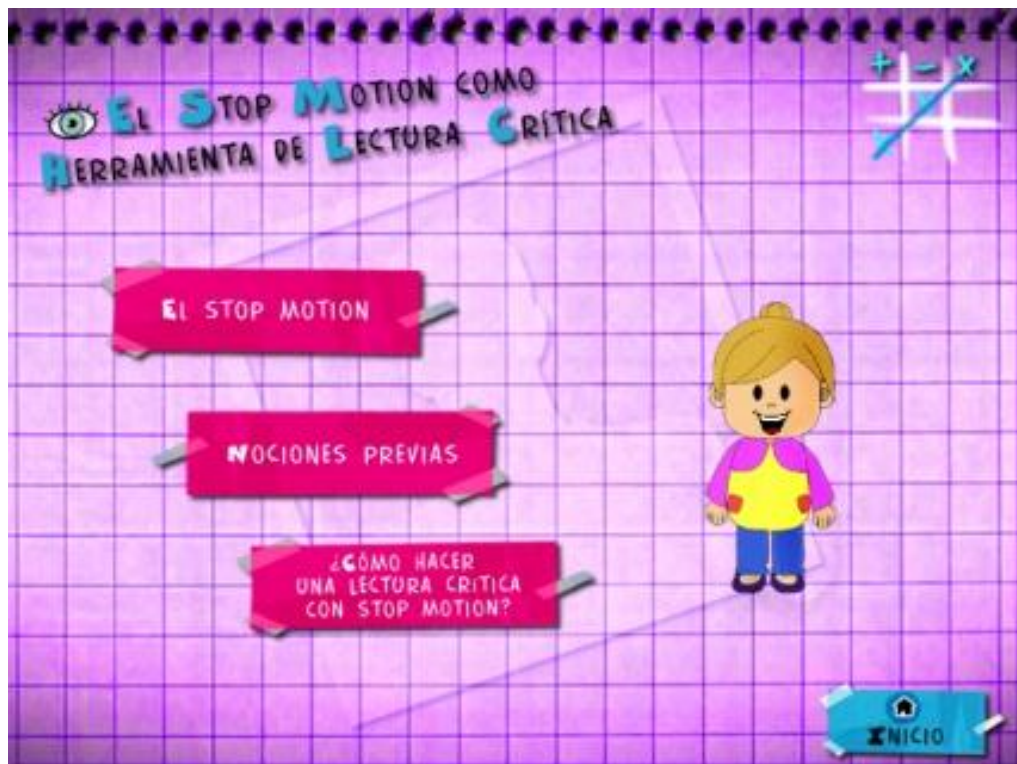 El Stop Motion como
Herramienta de Lectura Crítica
+ - x
El stop motion
Nociones previas
¿Cómo hacer
una lectura crítica
con stop motion?
Inicio